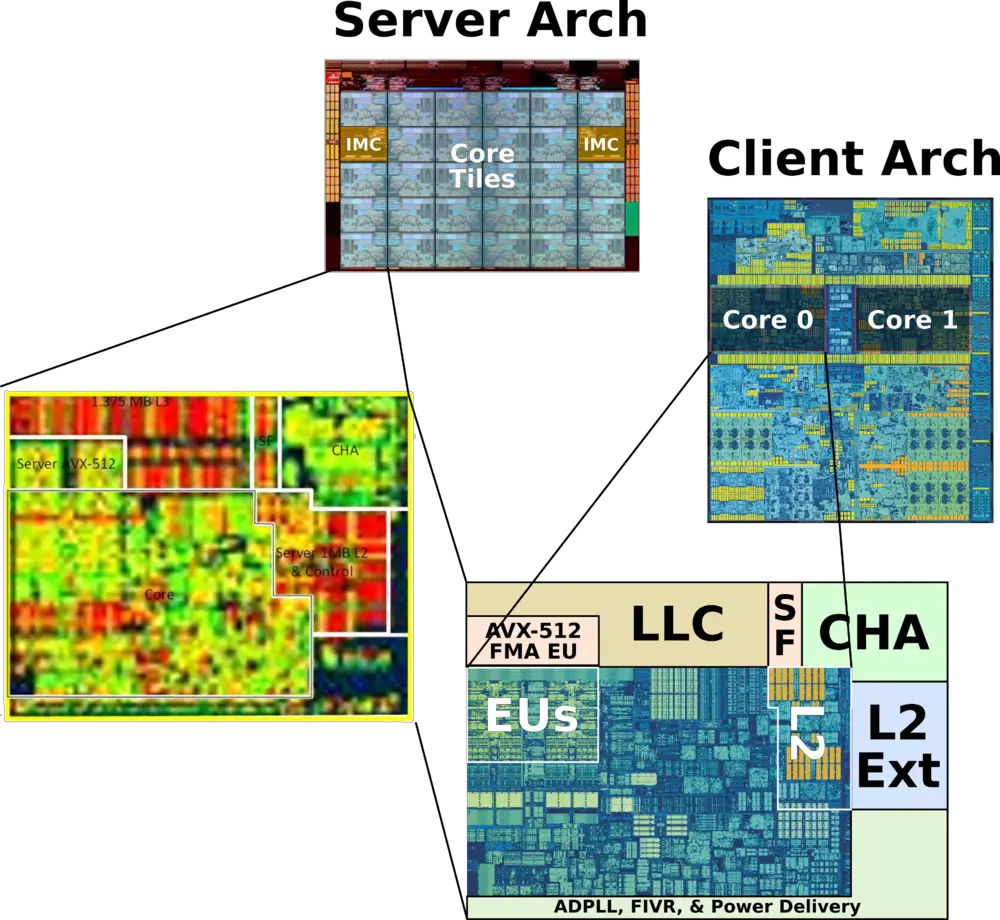 Server Arch
IMC
Core
Tiles
IMC
Client Arch
Core 0
Core 1
1.375 MB L3
Server AVX-512
SF
CHA
Server 1MB L2
& Control
Core
LLC
S
F
CHA
AVX-512
FMA EU
EUs
L2
L2
Ext
ADPLL, FIVR, & Power Delivery